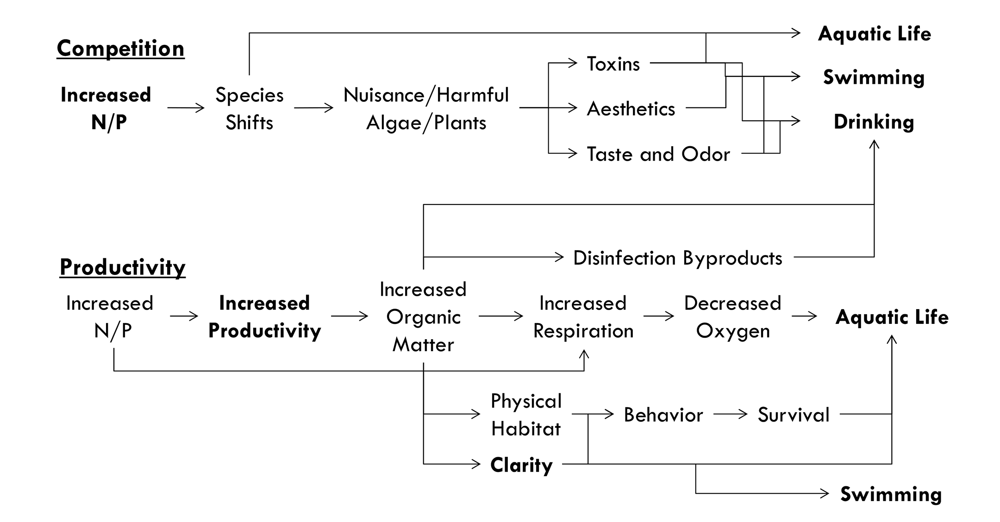 Competition
Increased
N/P
Species
Shifts
Nuisance/Harmful
Algae/Plants
Toxins
Aesthetics
Taste and Odor
Aquatic Life
Swimming
Drinking
Productivity
Increased
N/P
Increased
Productivity
Increased
Organic
Matter
Disinfection Byproducts
Increased
Respiration
Decreased
Oxygen
Aquatic Life
Physical
Habitat
Behavior
Survival
Clarity
Swimming